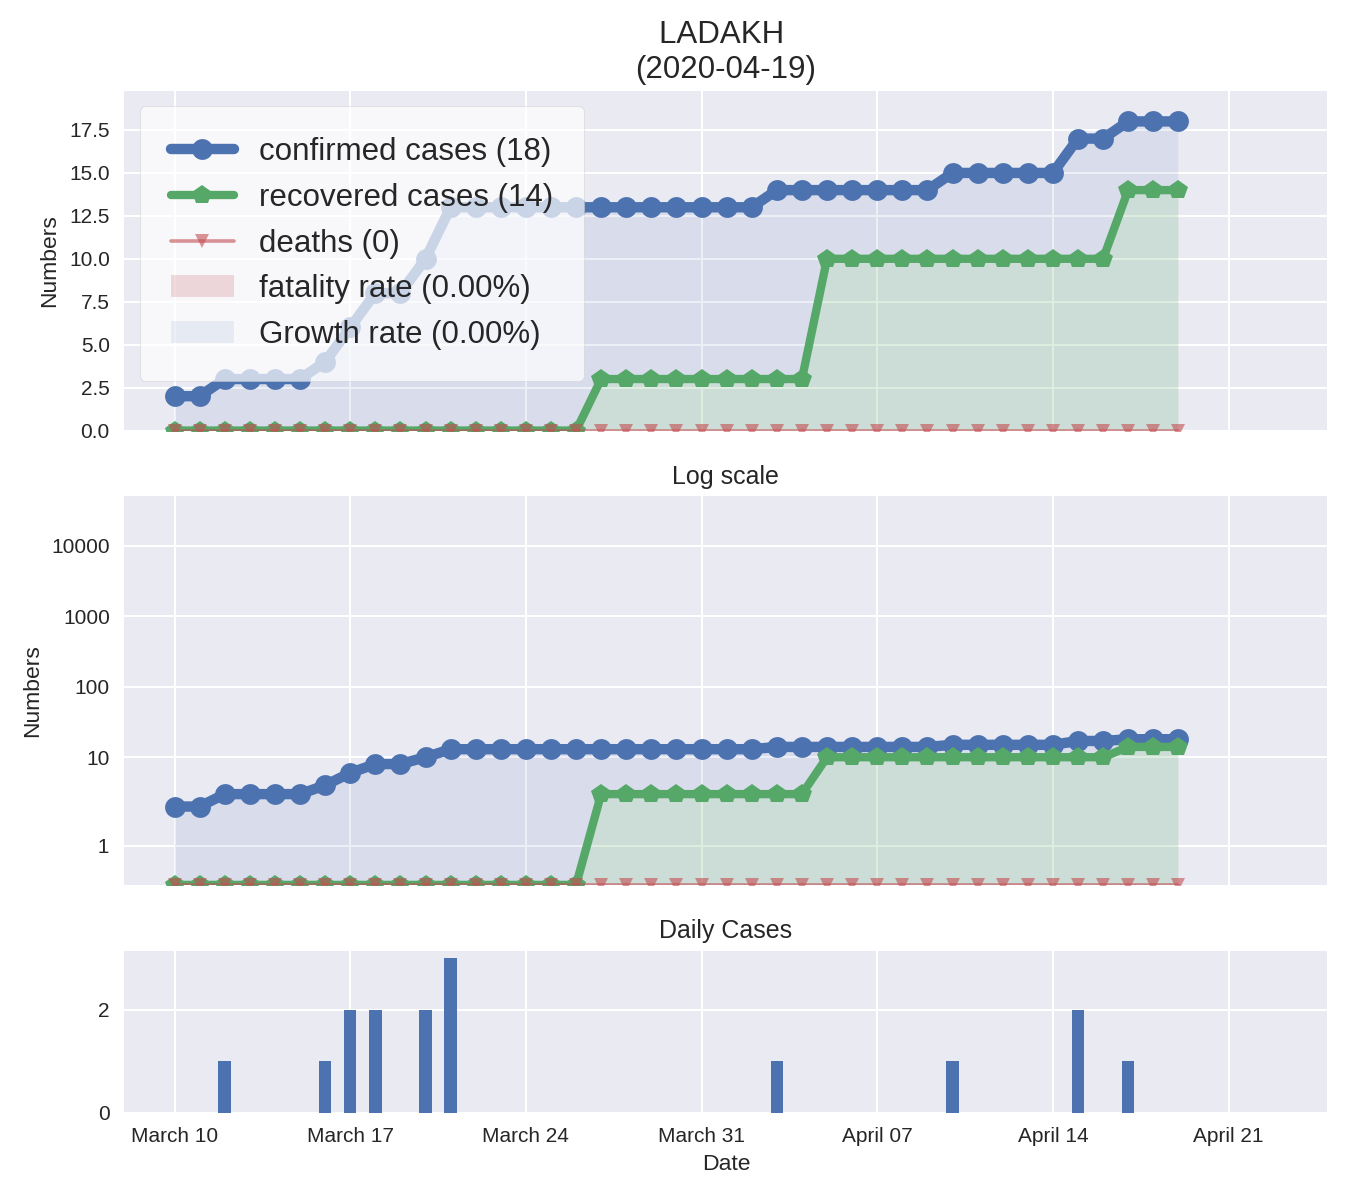 LADAKH
(2020-04-19)
17.5
15.0
12.5
10.0
7.5
5.0
2.5
0.0
Numbers
confirmed cases (18)
recovered cases (14)
deaths (0)
fatality rate (0.00%)
Growth rate (0.00%)
Log scale
10000
1000
100
10
1
Numbers
Daily Cases
2
0
March 10 March 17 March 24 March 31 April 07 April 14 April 21
Date